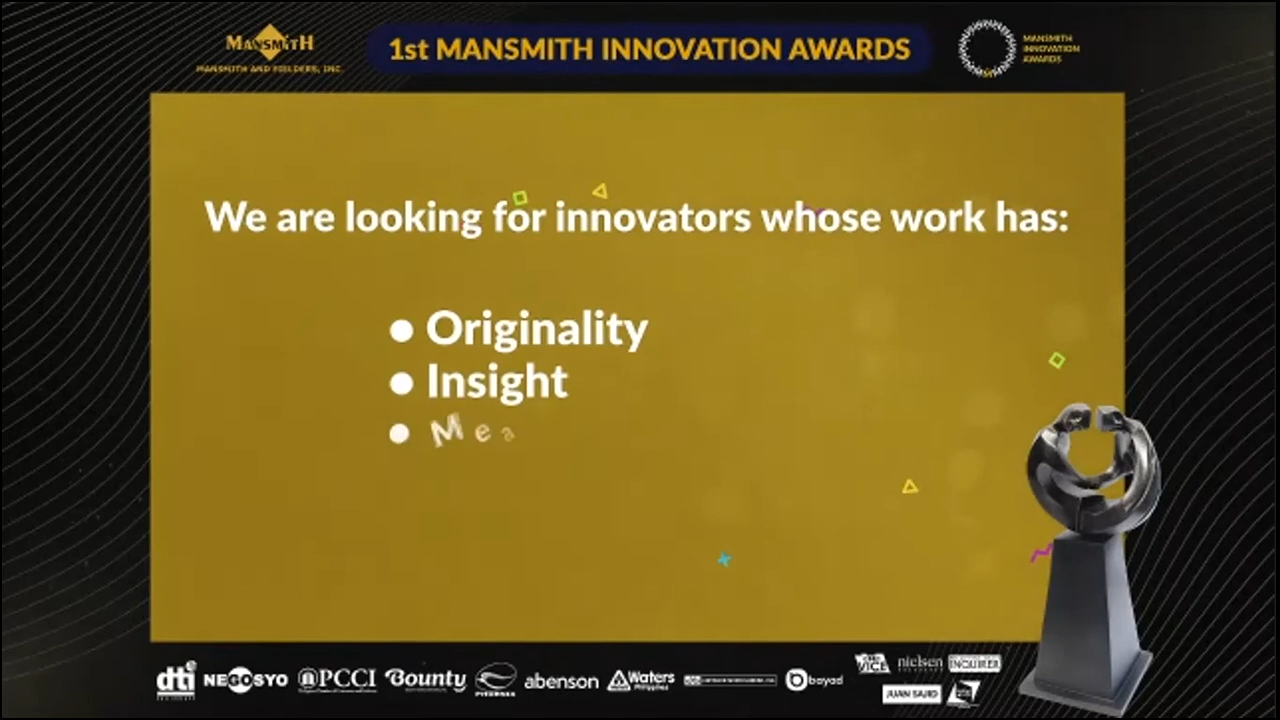 MANSMITH
MANSMITH AND FIELDERS, INC.
1st MANSMITH INNOVATION AWARDS
MANSMITH
INNOVATION
AWARDS
We are looking for innovators whose work has:
• Originality
• Insight
• Mea
dti
NEGOSYO
PCCI
Bounty
abenson
Waters
Philippines
bayad
nielsen
INQUIRER
JUAN SAJID